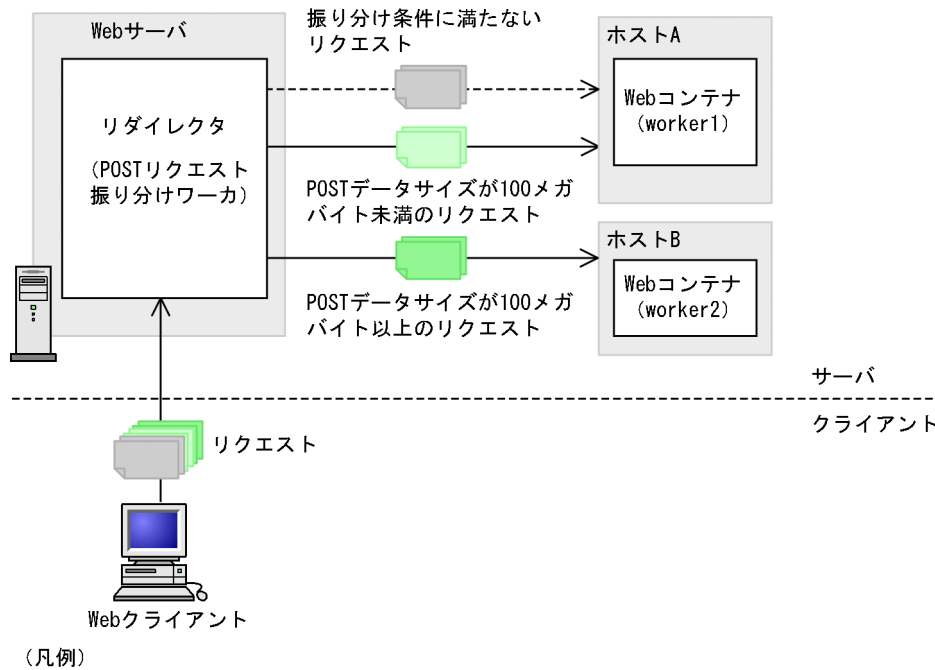 Webサーバ
リダイレクタ
(POSTリクエスト
振り分けワーカ)
振り分け条件に満たない
リクエスト
POSTデータサイズが100メガ
バイト未満のリクエスト
POSTデータサイズが100メガ
バイト以上のリクエスト
ホストA
Webコンテナ
(worker1)
ホストB
Webコンテナ
(worker2)
サーバ
クライアント
リクエスト
Webクライアント
(凡例)